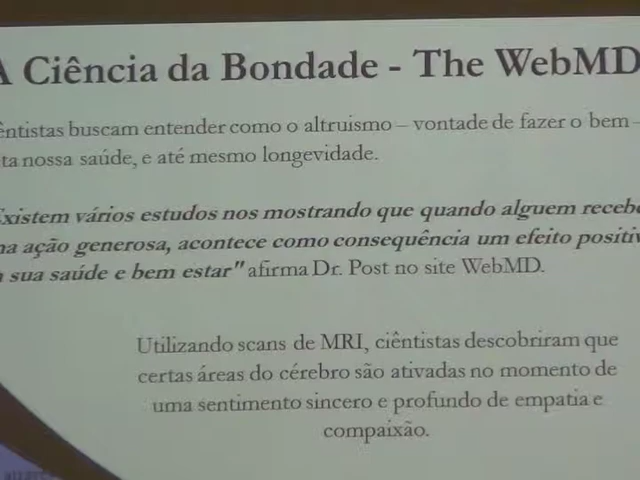 A Ciência da Bondade - The WebMD
êntistas buscam entender como o altruismo – vontade de fazer o bem –
ta nossa saúde, e até mesmo longevidade.
Existem vários estudos nos mostrando que quando alguem recebe
na ação generosa, acontece como consequência um efeito positiv
a sua saúde e bem estar" afirma Dr. Post no site WebMD.
Utilizando scans de MRI, ciêntistas descobriram que
certas áreas do cérebro são ativadas no momento de
uma sentimento sincero e profundo de empatia e
compaixão.